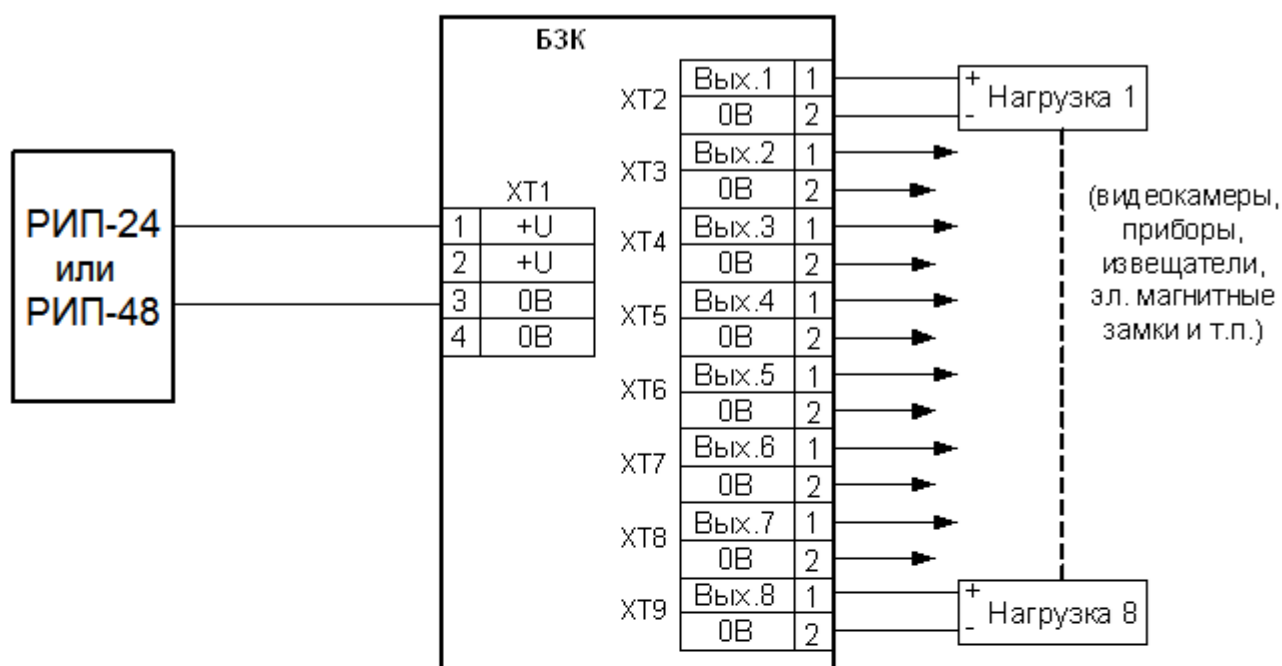 БЗК
РИП-24
или
РИП-48
XT1
1 +U
2 +U
3 0В
4 0В
XT2
Вых.1 1
0В 2
XT3
Вых.2 1
0В 2
XT4
Вых.3 1
0В 2
XT5
Вых.4 1
0В 2
XT6
Вых.5 1
0В 2
XT7
Вых.6 1
0В 2
XT8
Вых.7 1
0В 2
XT9
Вых.8 1
0В 2
+ Нагрузка 1
-
(видеокамеры,
приборы,
извещатели,
эл. магнитные
замки и т.п.)
+ Нагрузка 8
-